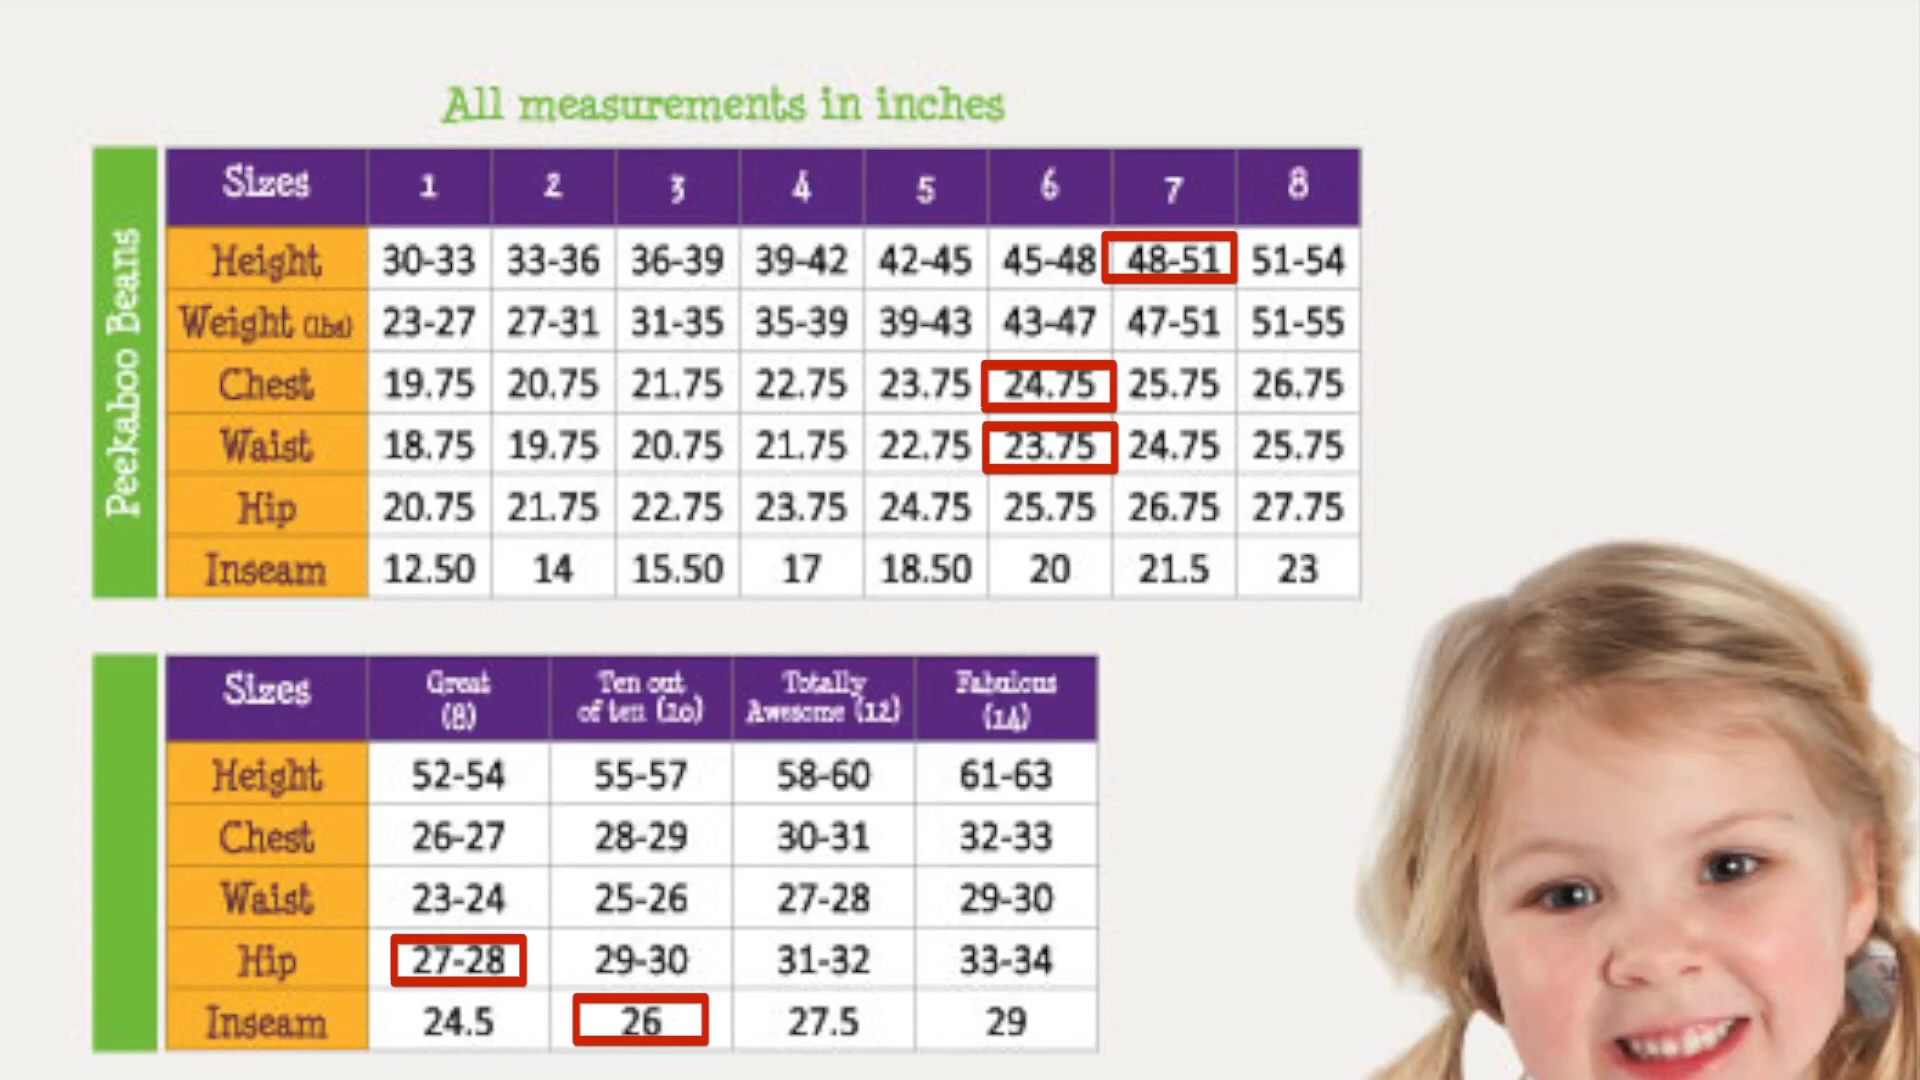 All measurements in inches
Peekaboo Beans
Sizes 1 2 3 4 5 6 7 8
Height 30-33 33-36 36-39 39-42 42-45 45-48 48-51 51-54
Weight (lbs) 23-27 27-31 31-35 35-39 39-43 43-47 47-51 51-55
Chest 19.75 20.75 21.75 22.75 23.75 24.75 25.75 26.75
Waist 18.75 19.75 20.75 21.75 22.75 23.75 24.75 25.75
Hip 20.75 21.75 22.75 23.75 24.75 25.75 26.75 27.75
Inseam 12.50 14 15.50 17 18.50 20 21.5 23
Sizes Great (8) Ten out of ten (10) Totally Awesome (12) Fabulous (14)
Height 52-54 55-57 58-60 61-63
Chest 26-27 28-29 30-31 32-33
Waist 23-24 25-26 27-28 29-30
Hip 27-28 29-30 31-32 33-34
Inseam 24.5 26 27.5 29